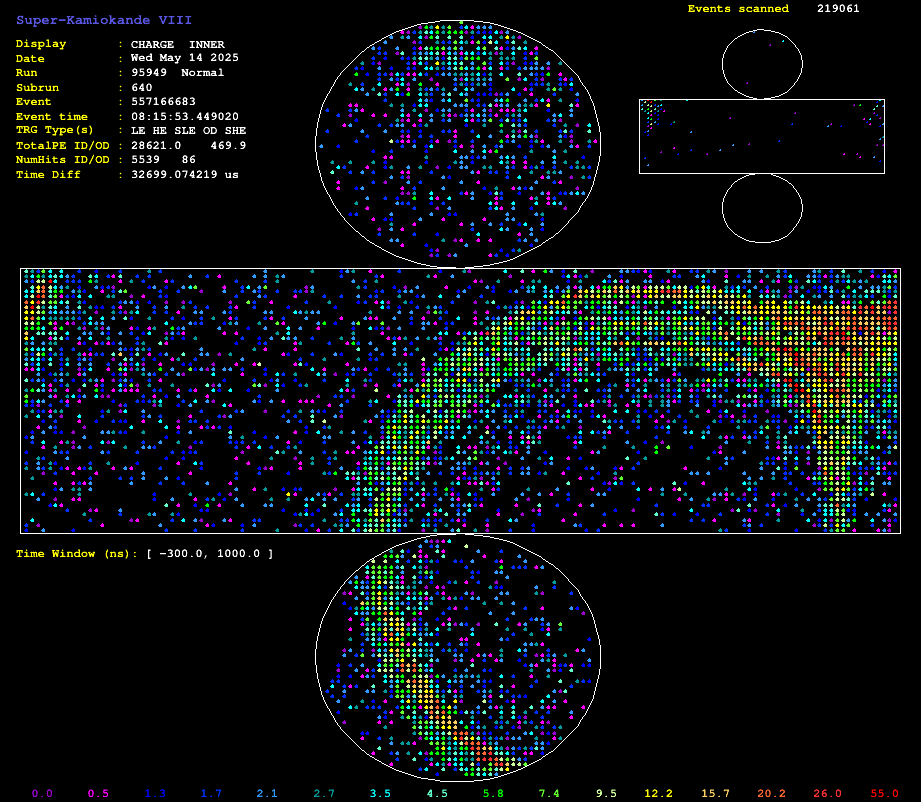 Super-Kamiokande VIII
Events scanned 219061
Display : CHARGE INNER
Date : Wed May 14 2025
Run : 95949 Normal
Subrun : 640
Event : 557166683
Event time : 08:15:53.449020
TRG Type(s) : LE HE SLE OD SHE
TotalPE ID/OD : 28621.0 469.9
NumHits ID/OD : 5539 86
Time Diff : 32699.074219 us
Time Window (ns): [ −300.0, 1000.0 ]
0.0 0.5 1.3 1.7 2.1 2.7 3.5 4.5 5.8 7.4 9.5 12.2 15.7 20.2 26.0 55.0